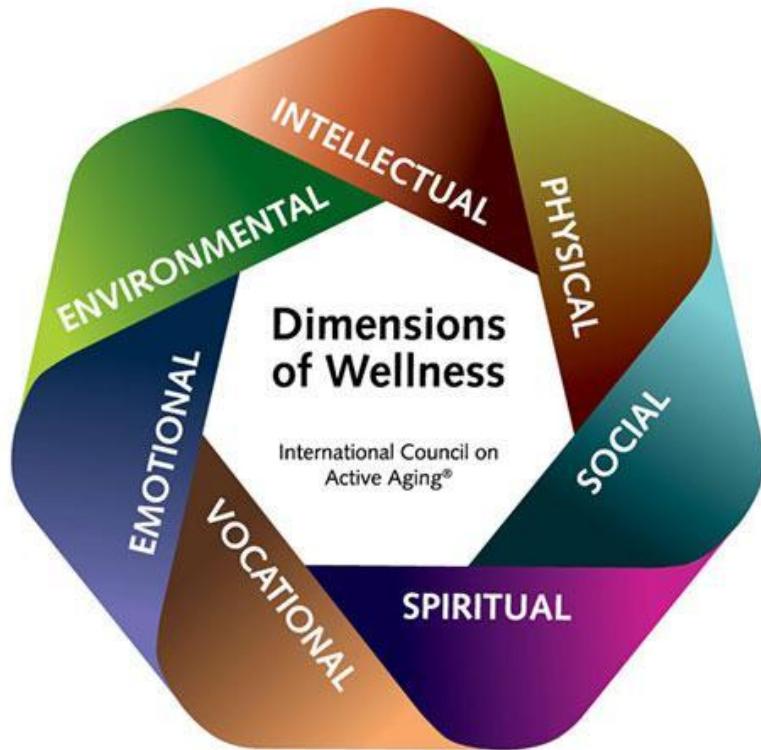 INTELLECTUAL
PHYSICAL
SOCIAL
SPIRITUAL
VOCATIONAL
EMOTIONAL
ENVIRONMENTAL
Dimensions
of Wellness
International Council on
Active Aging®